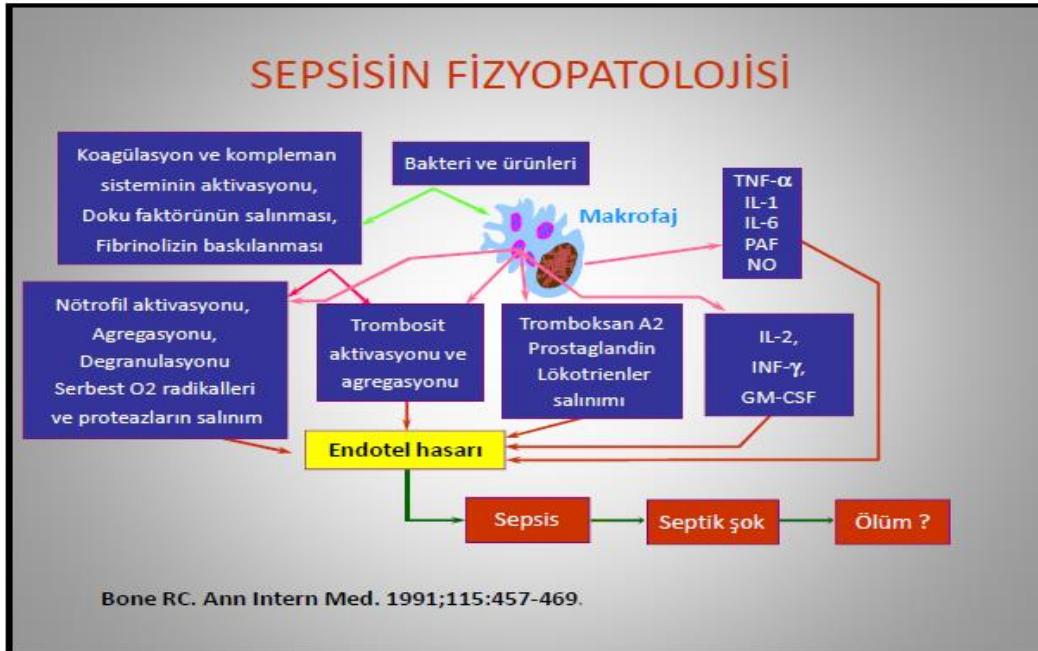 SEPSİSİN FİZYOPATOLOJİSİ
Koagülasyon ve kompleman
sisteminin aktivasyonu,
Doku faktörünün salınması,
Fibrinolizin baskılanması
Bakteri ve ürünleri
Makrofaj
TNF-α
IL-1
IL-6
PAF
NO
Nötrofil aktivasyonu,
Agregasyonu,
Degranulasyonu
Serbest O2 radikalleri
ve proteazların salınım
Trombosit
aktivasyonu ve
agregasyonu
Tromboksan A2
Prostaglandin
Lökotrienler
salınımı
IL-2,
INF-γ,
GM-CSF
Endotel hasarı
Sepsis
Septik şok
Ölüm ?
Bone RC. Ann Intern Med. 1991;115:457-469.